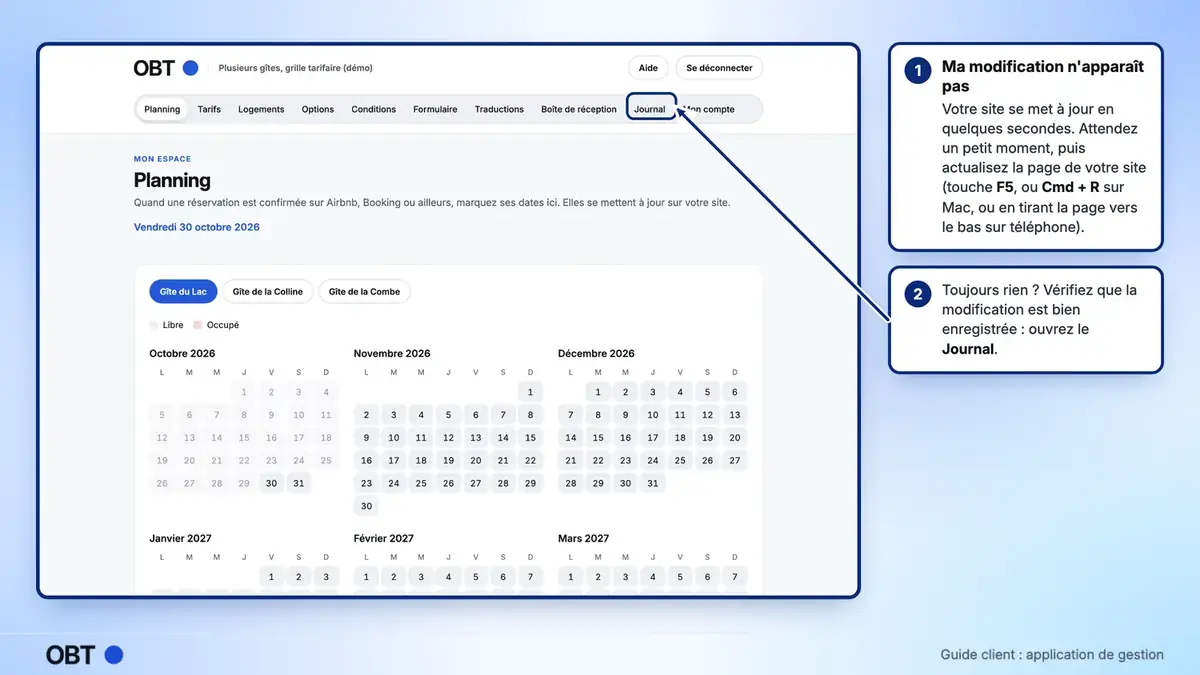 OBT
Plusieurs gîtes, grille tarifaire (démo)
Aide
Se déconnecter
Planning
Tarifs
Logements
Options
Conditions
Formulaire
Traductions
Boîte de réception
Journal
Mon compte
MON ESPACE
Planning
Quand une réservation est confirmée sur Airbnb, Booking ou ailleurs, marquez ses dates ici. Elles se mettent à jour sur votre site.
Vendredi 30 octobre 2026
Gîte du Lac
Gîte de la Colline
Gîte de la Combe
Libre
Occupé
Octobre 2026
L M M J V S D
1 2 3 4
5 6 7 8 9 10 11
12 13 14 15 16 17 18
19 20 21 22 23 24 25
26 27 28 29 30 31
Novembre 2026
L M M J V S D
1
2 3 4 5 6 7 8
9 10 11 12 13 14 15
16 17 18 19 20 21 22
23 24 25 26 27 28 29
30
Décembre 2026
L M M J V S D
1 2 3 4 5 6
7 8 9 10 11 12 13
14 15 16 17 18 19 20
21 22 23 24 25 26 27
28 29 30 31
Janvier 2027
L M M J V S D
1 2 3
Février 2027
L M M J V S D
1 2 3 4 5 6 7
Mars 2027
L M M J V S D
1 2 3 4 5 6 7
1
Ma modification n'apparaît
pas
Votre site se met à jour en
quelques secondes. Attendez
un petit moment, puis
actualisez la page de votre site
(touche F5, ou Cmd + R sur
Mac, ou en tirant la page vers
le bas sur téléphone).
2
Toujours rien ? Vérifiez que la
modification est bien
enregistrée : ouvrez le
Journal.
OBT
Guide client : application de gestion